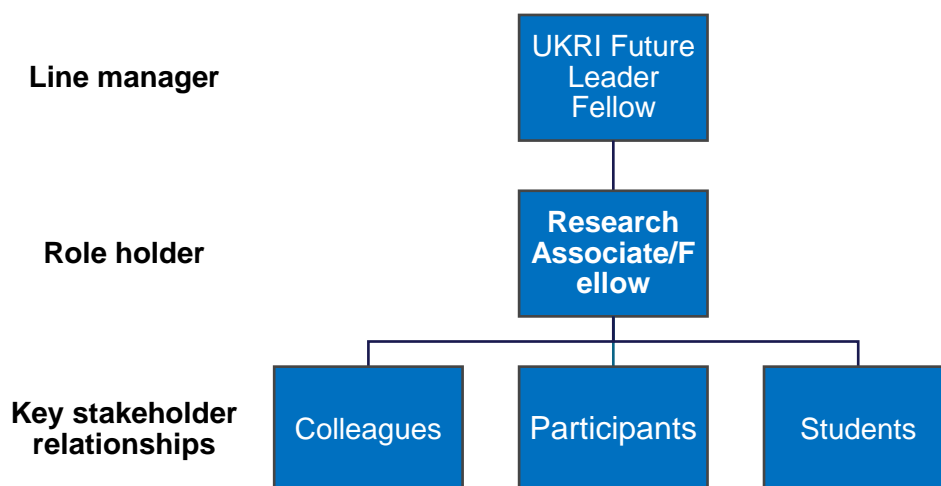 Line manager
UKRI Future
Leader
Fellow
Role holder
Research
Associate/F
ellow
Key stakeholder
relationships
Colleagues
Participants
Students